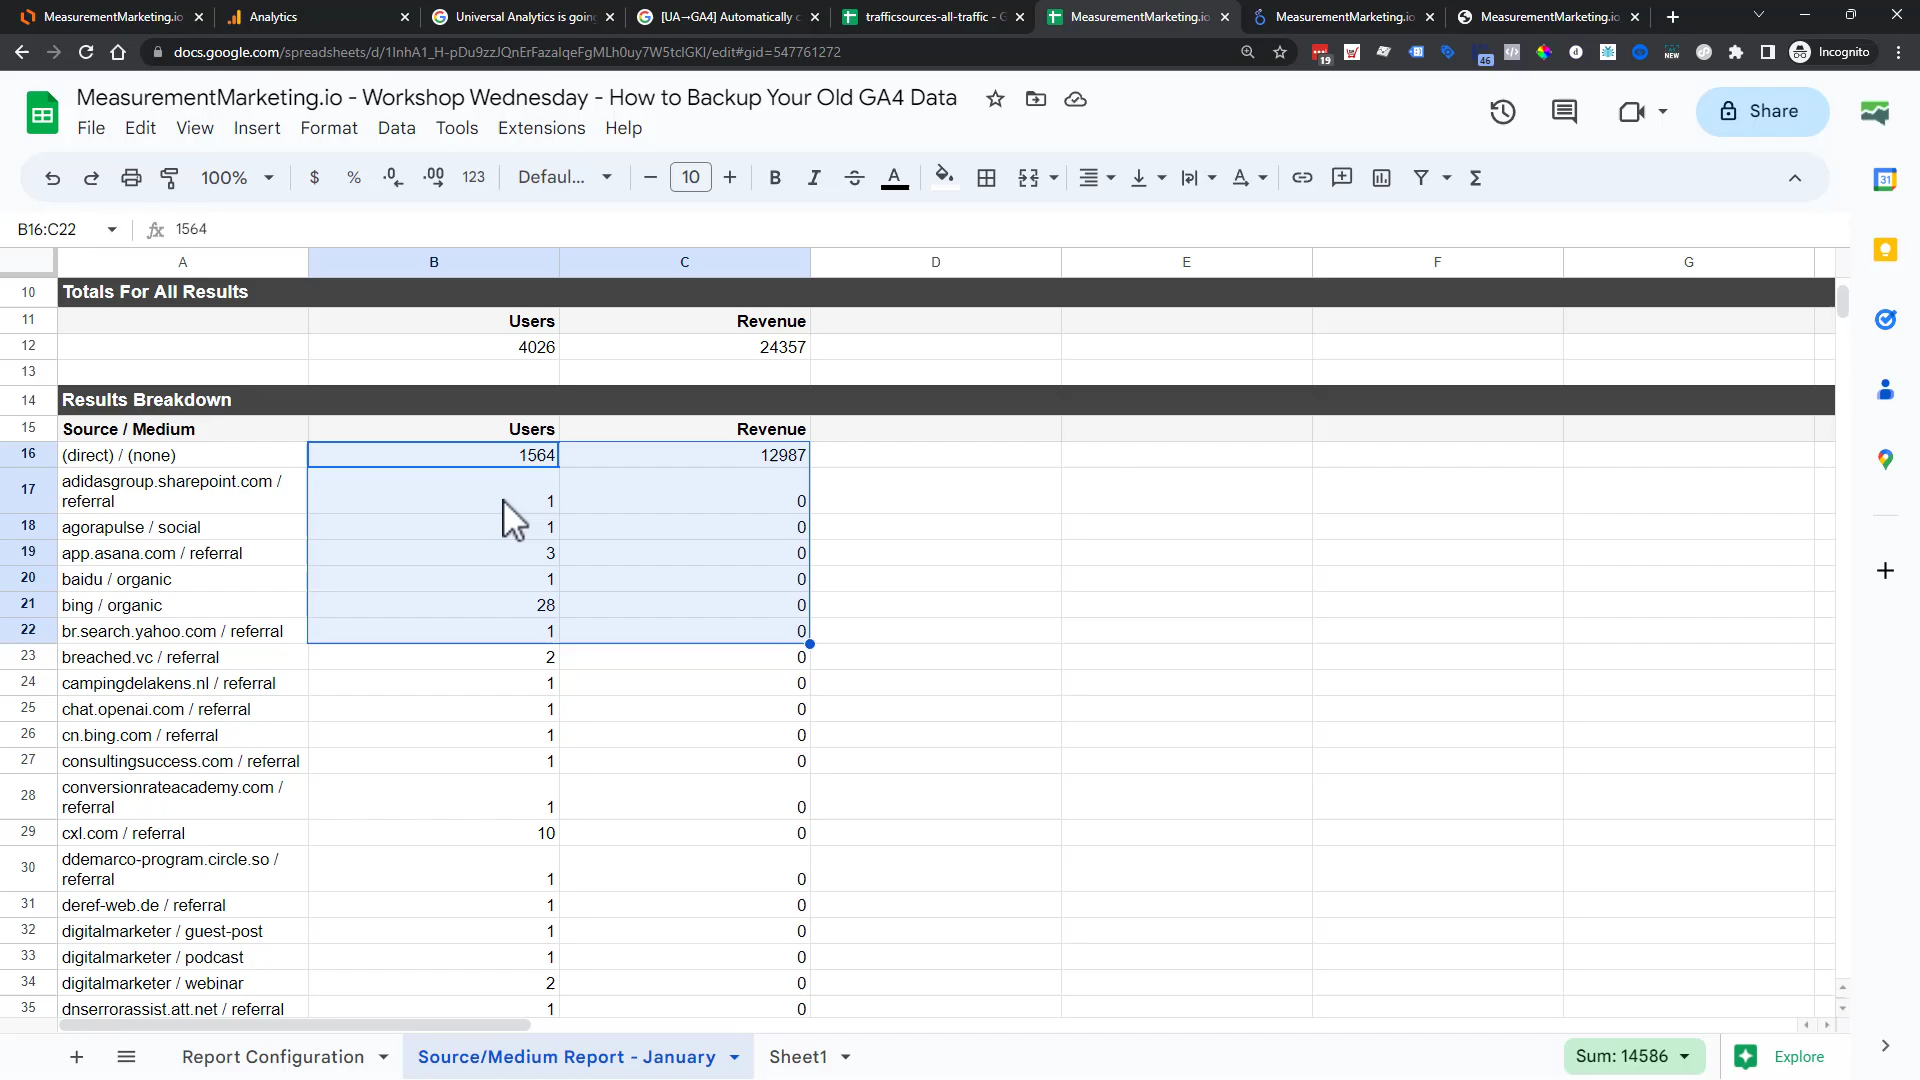 MeasurementMarketing.io
Analytics
Universal Analytics is goin
[UA→GA4] Automatically c
trafficsources-all-traffic - G
MeasurementMarketing.io
MeasurementMarketing.io
MeasurementMarketing.io
docs.google.com/spreadsheets/d/1InhA1_H-pDu9zzJQnErFazaIqeFgMLh0uy7W5tclGKI/edit#gid=547761272
19
46
NEW
Incognito
MeasurementMarketing.io - Workshop Wednesday - How to Backup Your Old GA4 Data
File Edit View Insert Format Data Tools Extensions Help
Share
100% $ % .0 .00 123 Defaul... 10 B I A
31
B16:C22 fx 1564
A B C D E F G
10 Totals For All Results
11 Users Revenue
12 4026 24357
13
14 Results Breakdown
15 Source / Medium Users Revenue
16 (direct) / (none) 1564 12987
17 adidasgroup.sharepoint.com /
referral 1 0
18 agorapulse / social 1 0
19 app.asana.com / referral 3 0
20 baidu / organic 1 0
21 bing / organic 28 0
22 br.search.yahoo.com / referral 1 0
23 breached.vc / referral 2 0
24 campingdelakens.nl / referral 1 0
25 chat.openai.com / referral 1 0
26 cn.bing.com / referral 1 0
27 consultingsuccess.com / referral 1 0
28 conversionrateacademy.com /
referral 1 0
29 cxl.com / referral 10 0
30 ddemarco-program.circle.so /
referral 1 0
31 deref-web.de / referral 1 0
32 digitalmarketer / guest-post 1 0
33 digitalmarketer / podcast 1 0
34 digitalmarketer / webinar 2 0
35 dnserrorassist.att.net / referral 1 0
Report Configuration
Source/Medium Report - January
Sheet1
Sum: 14586
Explore